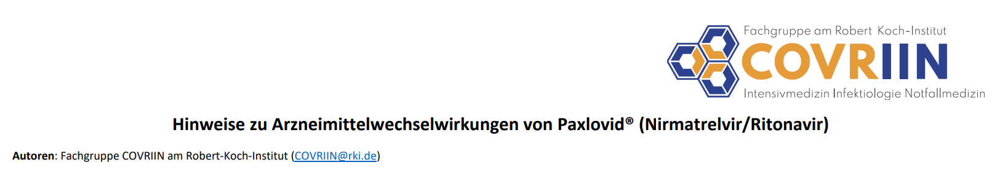 Fachgruppe am Robert Koch-Institut
COVRIIN
Intensivmedizin Infektiologie Notfallmedizin
Hinweise zu Arzneimittelwechselwirkungen von Paxlovid® (Nirmatrelvir/Ritonavir)
Autoren: Fachgruppe COVRIIN am Robert-Koch-Institut (COVRIIN@rki.de)